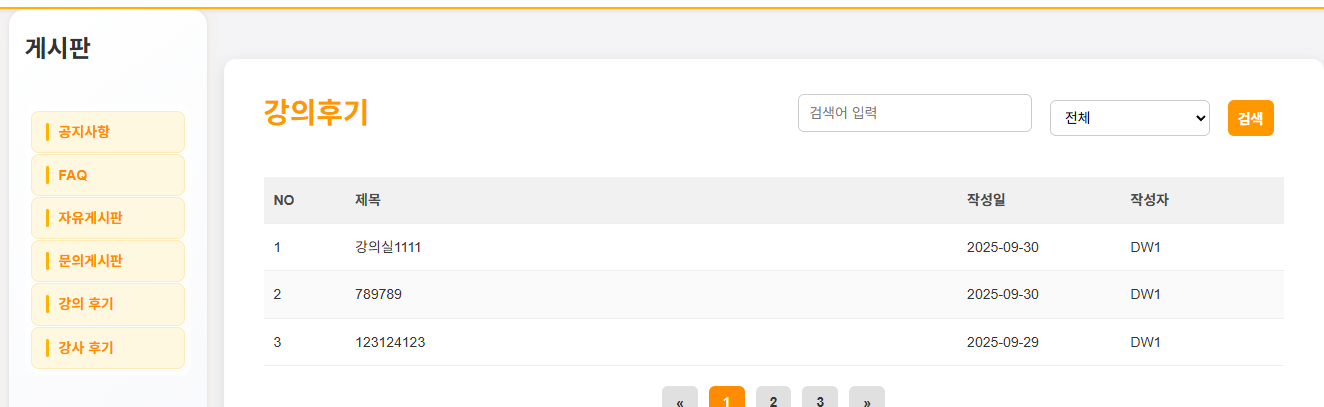 게시판
공지사항
FAQ
자유게시판
문의게시판
강의 후기
강사 후기
강의후기
검색어 입력
전체
검색
NO 제목 작성일 작성자
1 강의실1111 2025-09-30 DW1
2 789789 2025-09-30 DW1
3 123124123 2025-09-29 DW1
« 1 2 3 »